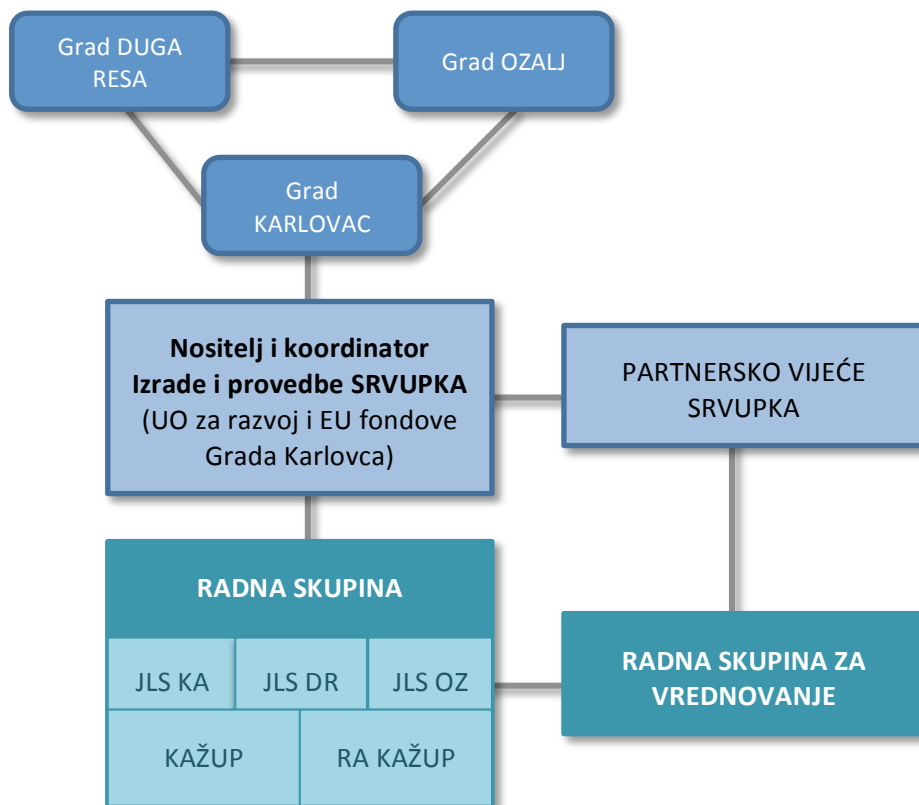 Grad DUGA
RESA
Grad OZALJ
Grad
KARLOVAC
Nositelj i koordinator
Izrade i provedbe SRVUPKA
(UO za razvoj i EU fondove
Grada Karlovca)
PARTNERSKO VIJEĆE
SRVUPKA
RADNA SKUPINA
JLS KA
JLS DR
JLS OZ
KAŽUP
RA KAŽUP
RADNA SKUPINA ZA
VREDNOVANJE